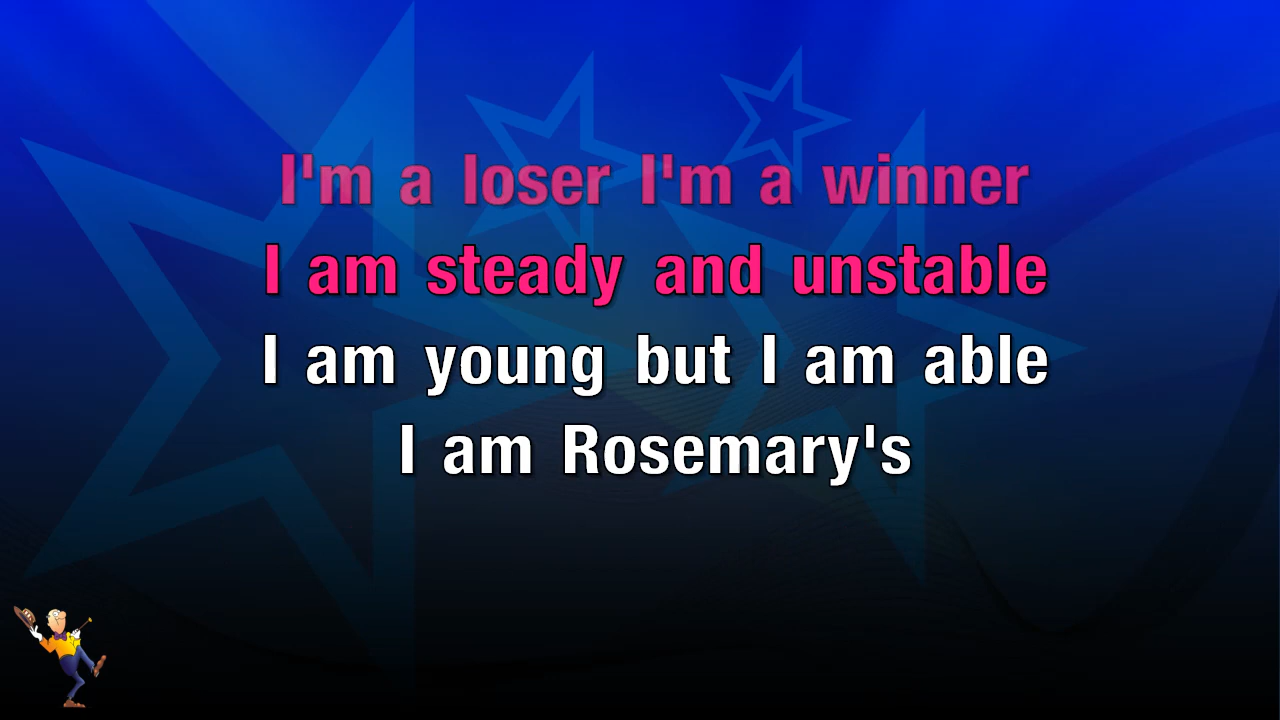 I'm a loser I'm a winner
I am steady and unstable
I am young but I am able
I am Rosemary's